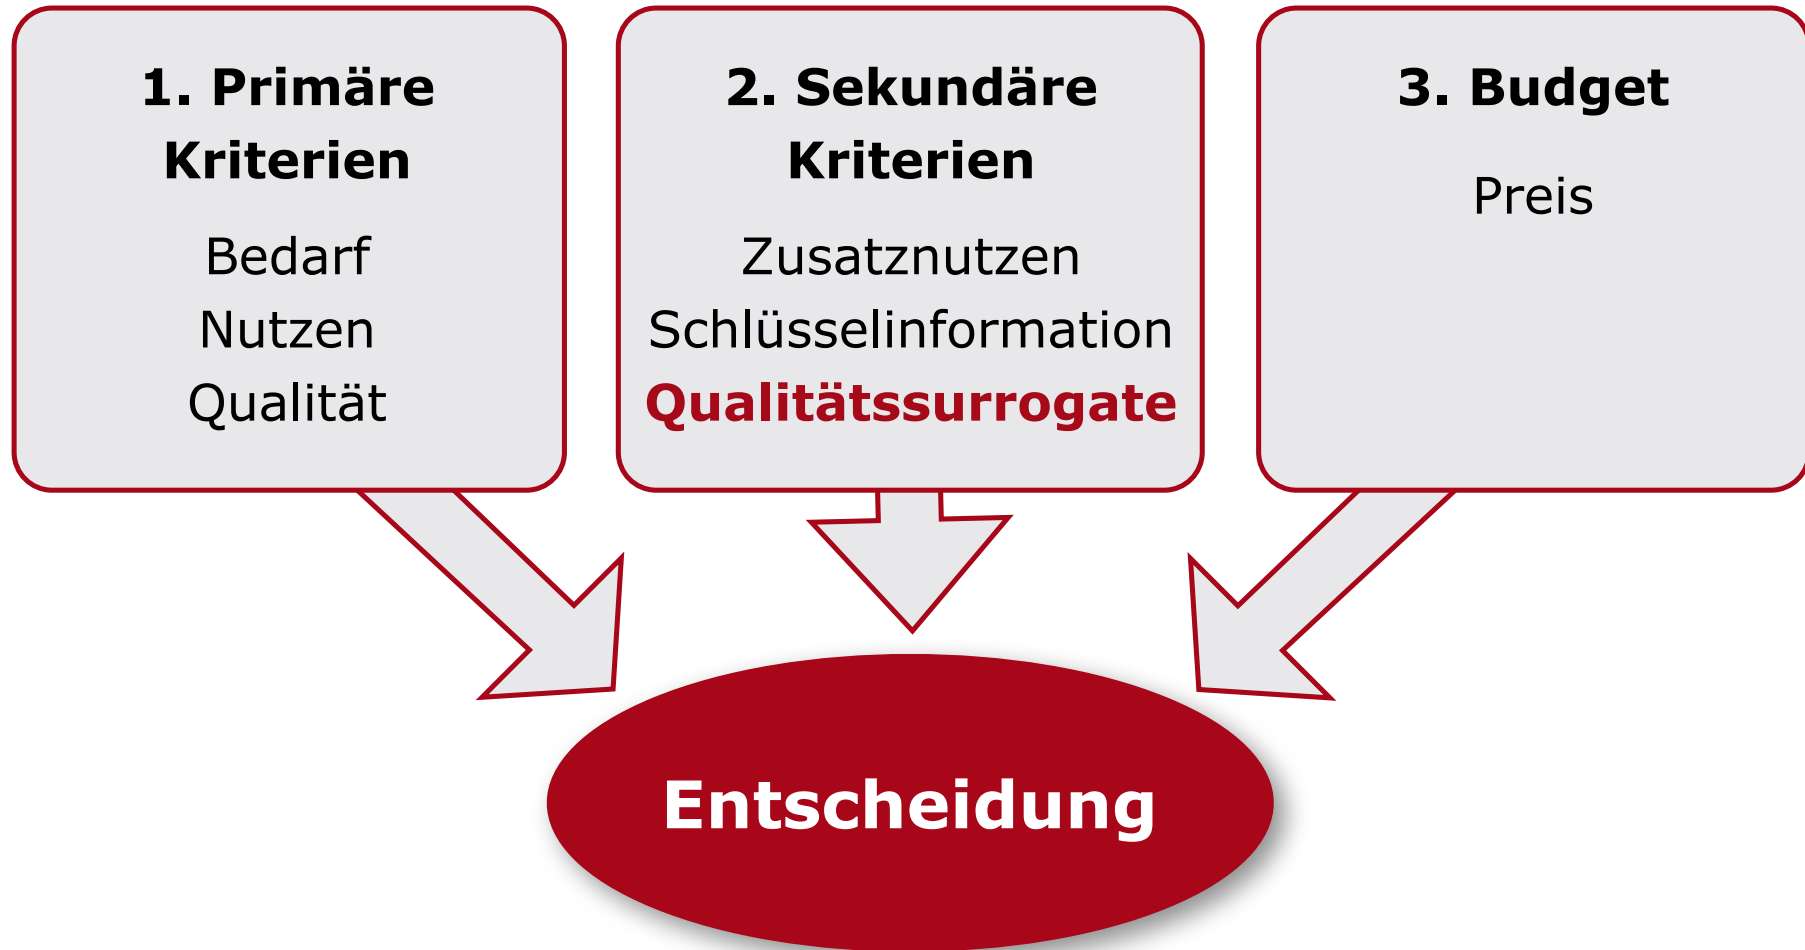 1. Primäre
Kriterien
Bedarf
Nutzen
Qualität
2. Sekundäre
Kriterien
Zusatznutzen
Schlüsselinformation
Qualitätssurrogate
3. Budget
Preis
Entscheidung